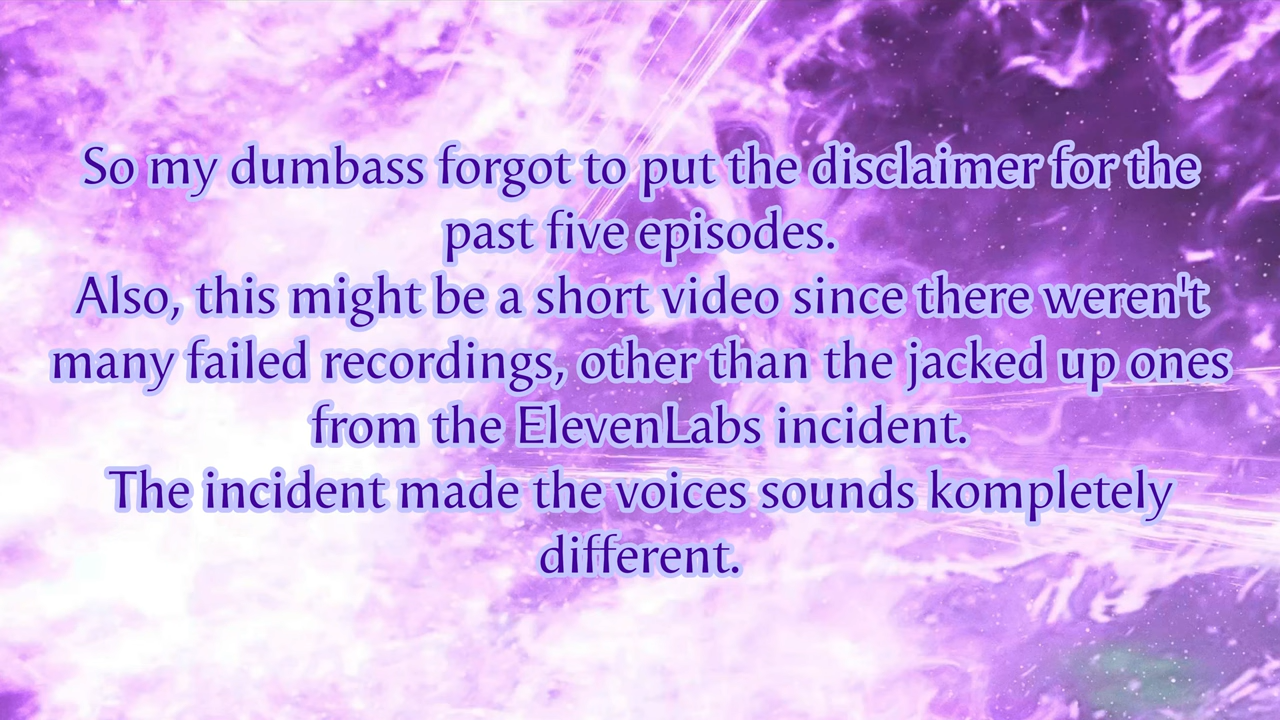 So my dumbass forgot to put the disclaimer for the
past five episodes.
Also, this might be a short video since there weren't
many failed recordings, other than the jacked up ones
from the ElevenLabs incident.
The incident made the voices sounds kompletely
different.